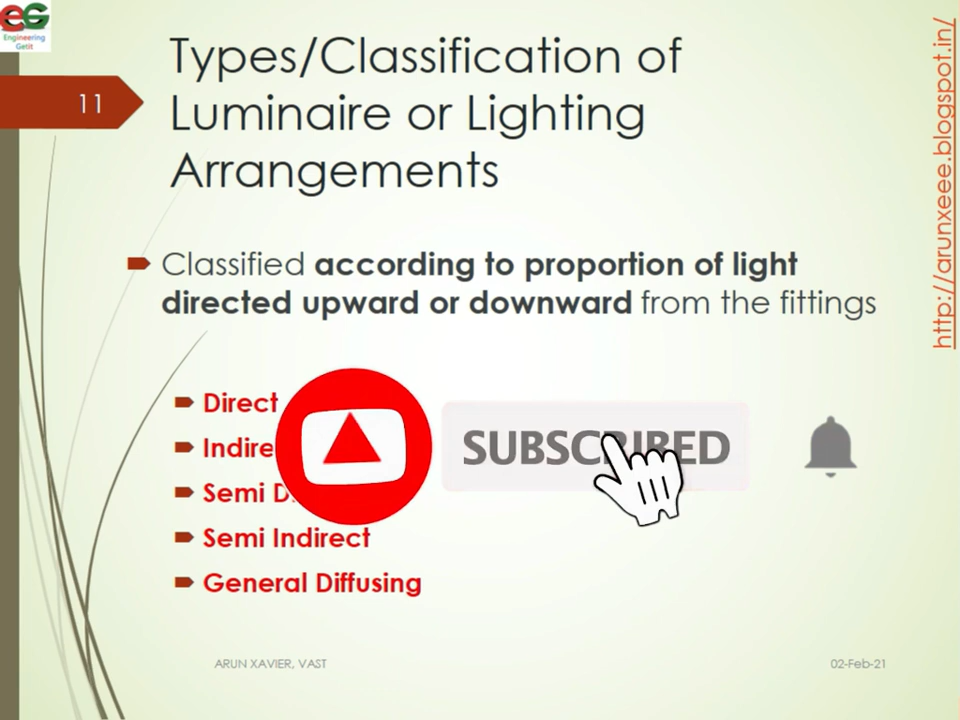 eG
Engineering
Getit
11
Types/Classification of
Luminaire or Lighting
Arrangements
http://arunxeee.blogspot.in/
Classified according to proportion of light
directed upward or downward from the fittings
Direct
Indire
Semi D
SUBSCRIBED
Semi Indirect
General Diffusing
ARUN XAVIER, VAST
02-Feb-21